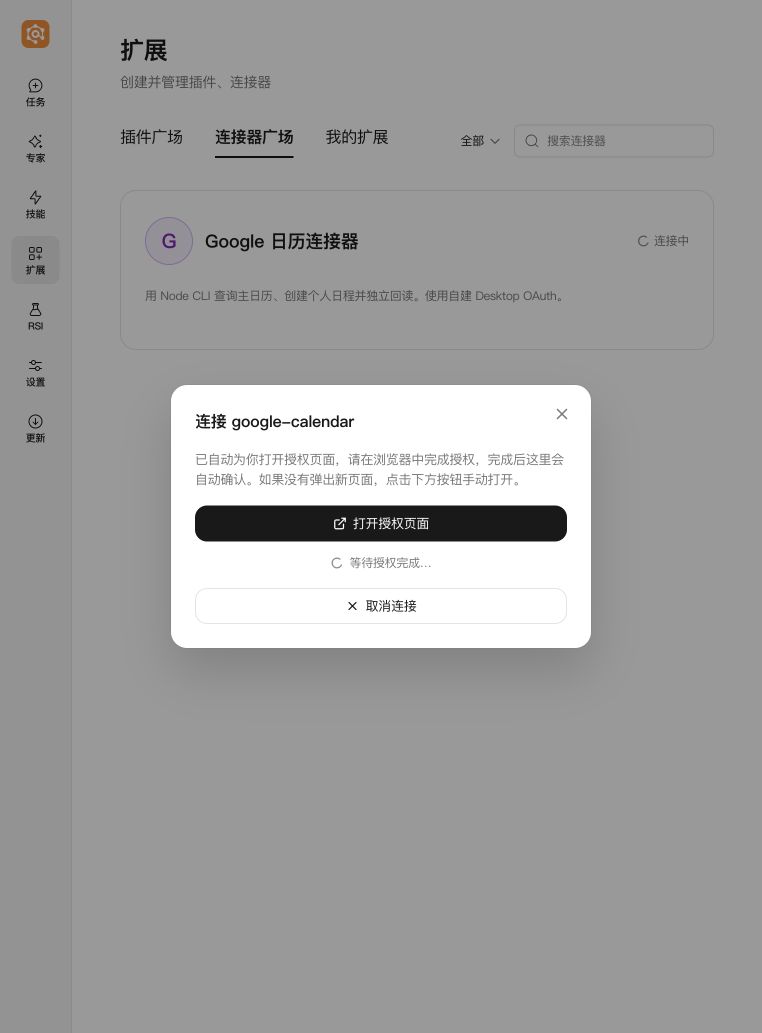 扩展
创建并管理插件、连接器
任务
专家
技能
扩展
RSI
设置
更新
插件广场
连接器广场
我的扩展
全部
搜索连接器
G
Google 日历连接器
连接中
用 Node CLI 查询主日历、创建个人日程并独立回读。使用自建 Desktop OAuth。
连接 google-calendar
已自动为你打开授权页面，请在浏览器中完成授权，完成后这里会
自动确认。如果没有弹出新页面，点击下方按钮手动打开。
打开授权页面
等待授权完成...
取消连接